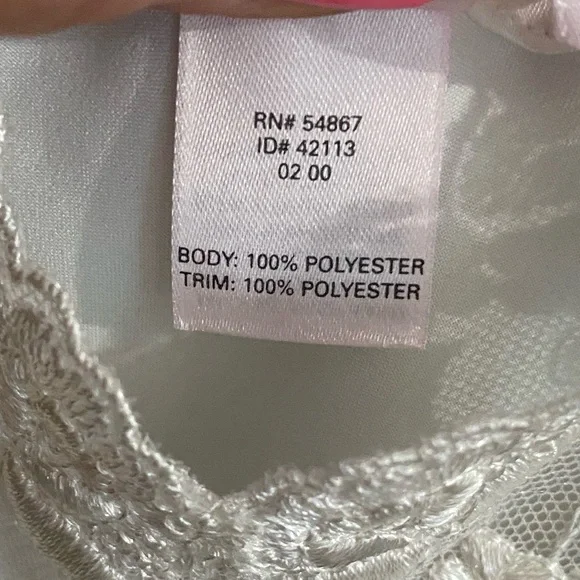 RN# 54867
ID# 42113
02 00
BODY: 100% POLYESTER
TRIM: 100% POLYESTER